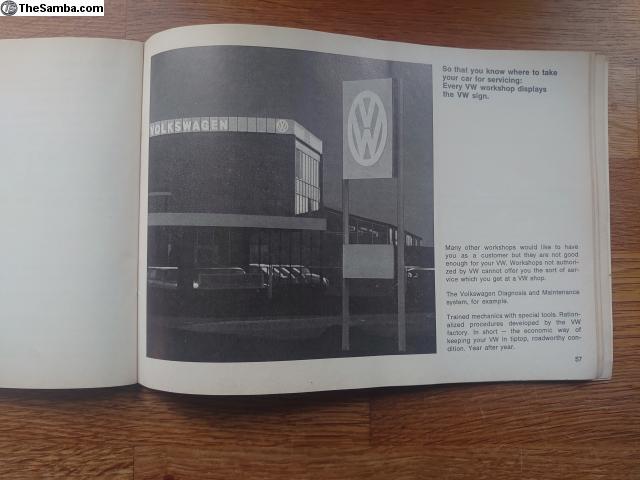 TheSamba.com
So that you know where to take
your car for servicing:
Every VW workshop displays
the VW sign.
VOLKSWAGEN
VW
VW
Many other workshops would like to have
you as a customer but they are not good
enough for your VW. Workshops not author-
ized by VW cannot offer you the sort of ser-
vice which you get at a VW shop.
The Volkswagen Diagnosis and Maintenance
system, for example.
Trained mechanics with special tools. Ration-
alized procedures developed by the VW
factory. In short — the economic way of
keeping your VW in tiptop, roadworthy con-
dition. Year after year.
57